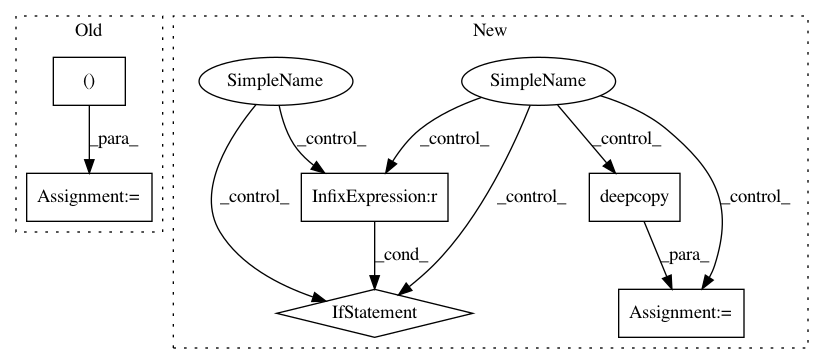 Old
New
()
SimpleName
SimpleName
_para_
_control_
_control_
_control_
Assignment:=
InfixExpression:r
deepcopy
_control_
_control_
_control_
_cond_
_para_
IfStatement
Assignment:=